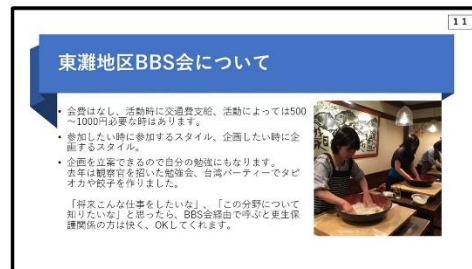 11
東灘地区BBS会について
• 会費はなし、活動時に交通費支給、活動によっては500
～1000円必要な時はあります。
• 参加したい時に参加するスタイル、企画したい時に企
画するスタイル。
• 企画を立案できるので自分の勉強にもなります。
去年は観察官を招いた勉強会、台湾パーティーでタピ
オカや餃子を作りました。
「将来こんな仕事をしたいな」、「この分野について
知りたいな」と思ったら、BBS会経由で呼ぶと更生保
護関係の方は快く、OKしてくれます。